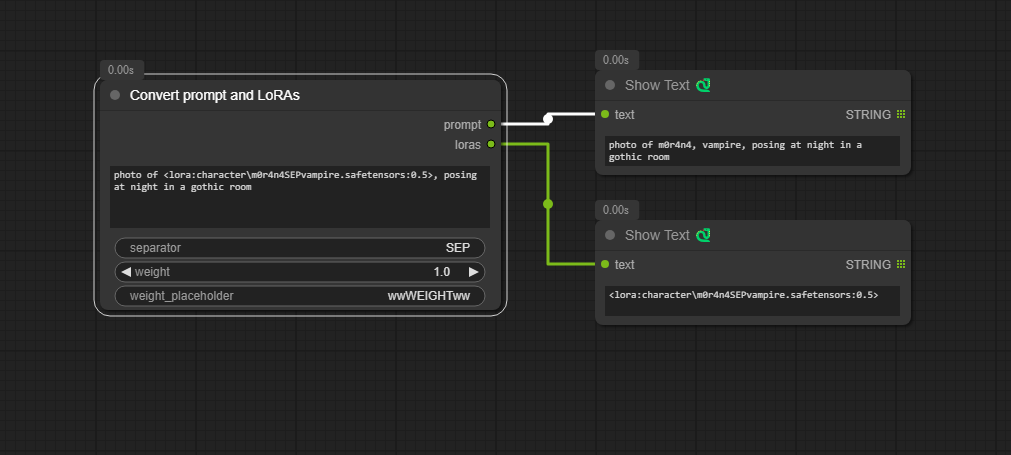 0.00s
Convert prompt and LoRAs
prompt
loras
photo of <lora:character\m0r4n4SEPvampire.safetensors:0.5>, posing
at night in a gothic room
separator SEP
weight 1.0
weight_placeholder wwWEIGHTww
0.00s
Show Text
text STRING
photo of m0r4n4, vampire, posing at night in a
gothic room
0.00s
Show Text
text STRING
<lora:character\m0r4n4SEPvampire.safetensors:0.5>